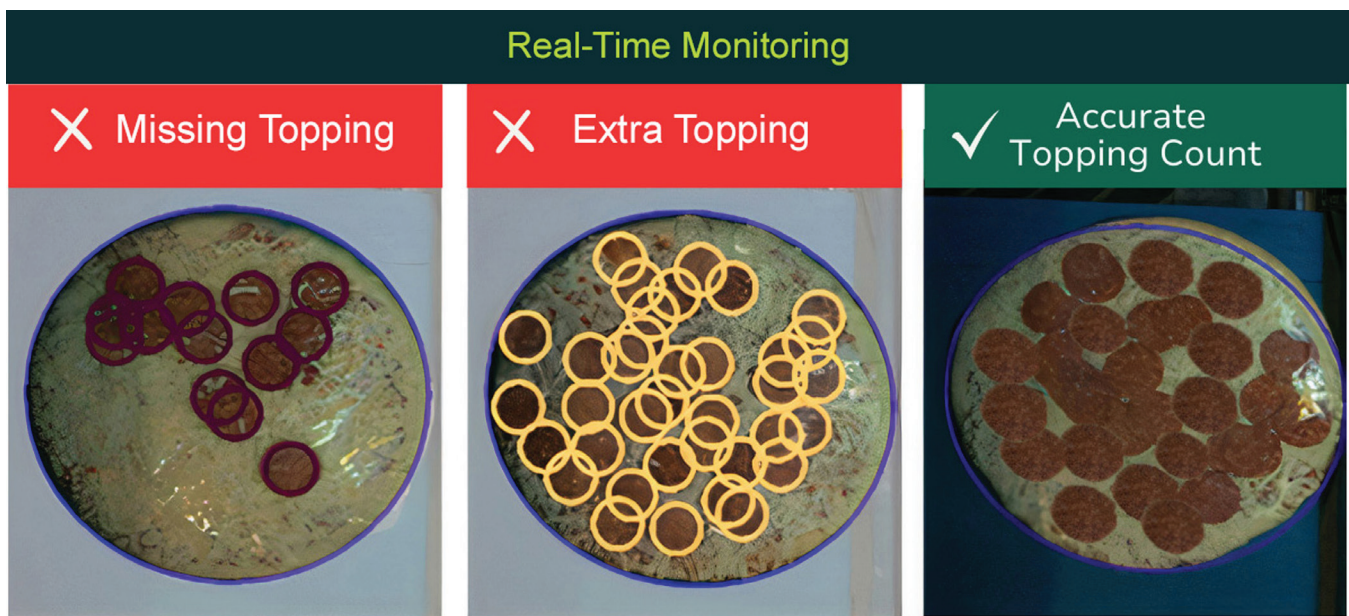 Real-Time Monitoring
Missing Topping
Extra Topping
Accurate
Topping Count